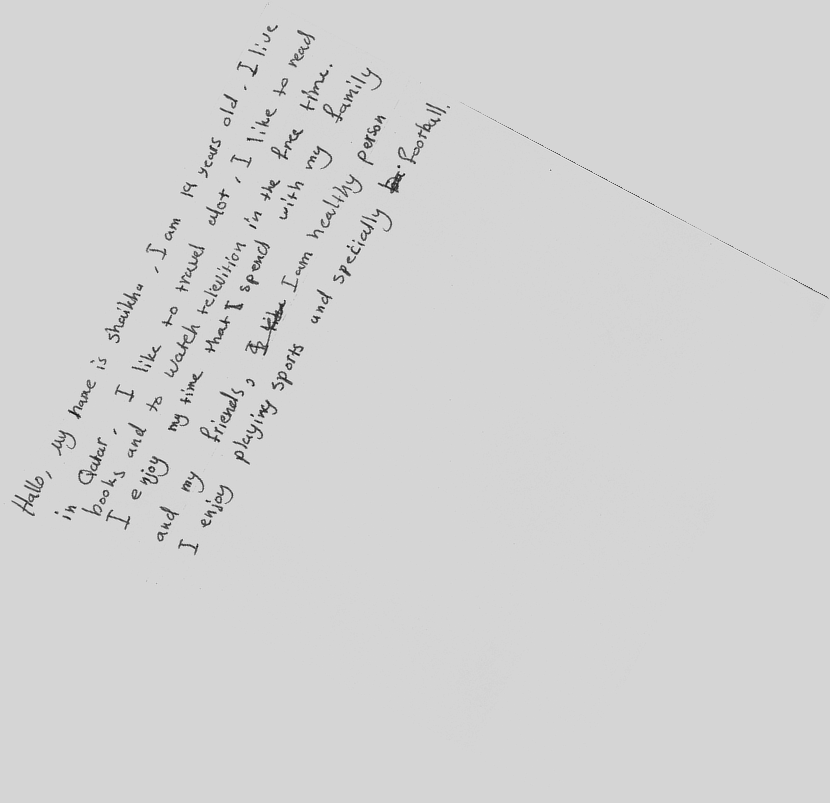 Hallo, My name is shaikha, I am 19 years old. I live
in Qatar. I like to travel alot, I like to read
books and to watch television in the free time.
I enjoy my time that I spend with my family
and my friends, I am healthy person
I enjoy playing sports and specially football.